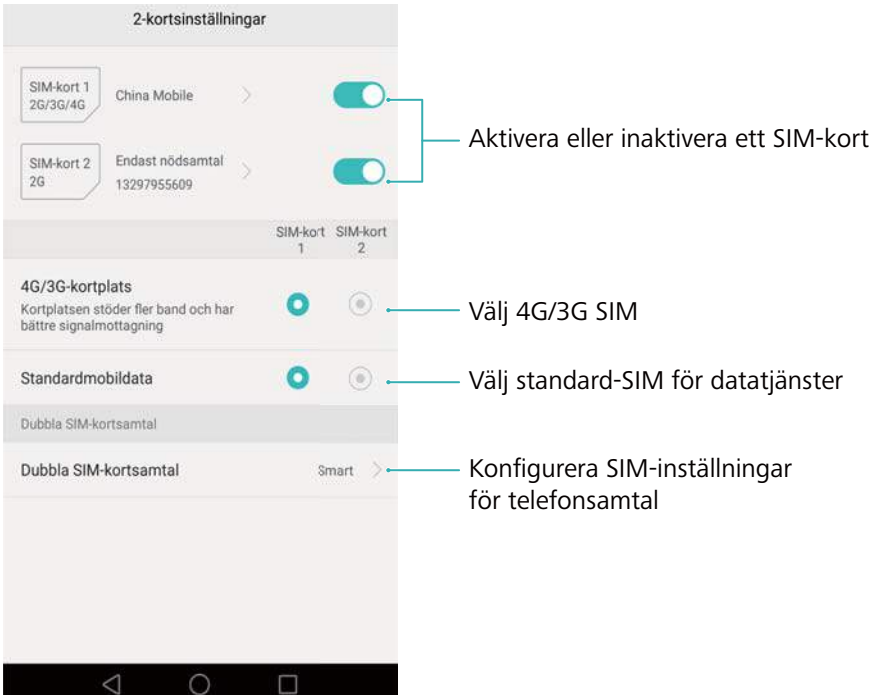 2-kortsinställningar
SIM-kort 1
2G/3G/4G
China Mobile
Aktivera eller inaktivera ett SIM-kort
SIM-kort 2
2G
Endast nödsamtal
13297955609
SIM-kort
1
SIM-kort
2
4G/3G-kortplats
Kortplatsen stöder fler band och har
bättre signalmottagning
Välj 4G/3G SIM
Standardmobildata
Välj standard-SIM för datatjänster
Dubbla SIM-kortsamtal
Dubbla SIM-kortsamtal
Smart
Konfigurera SIM-inställningar
för telefonsamtal